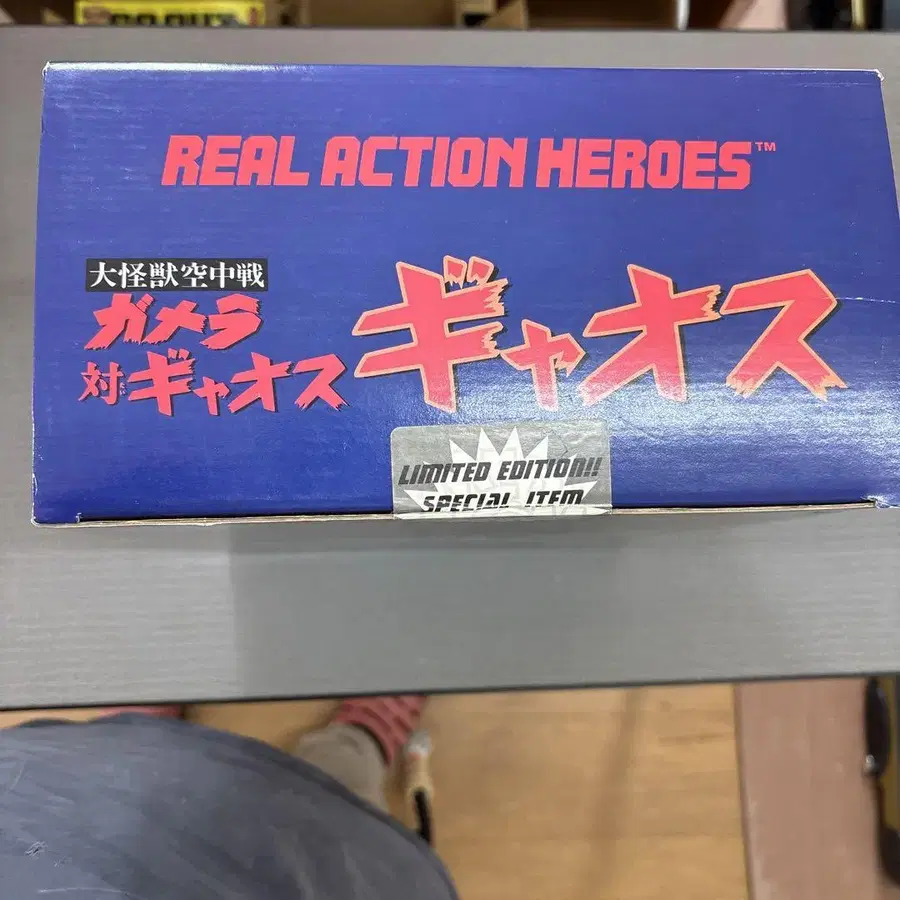 REAL ACTION HEROES™
大怪獣空中戦
ガメラ
対ギャオス
ギャオス
LIMITED EDITION!!
SPECIAL ITEM